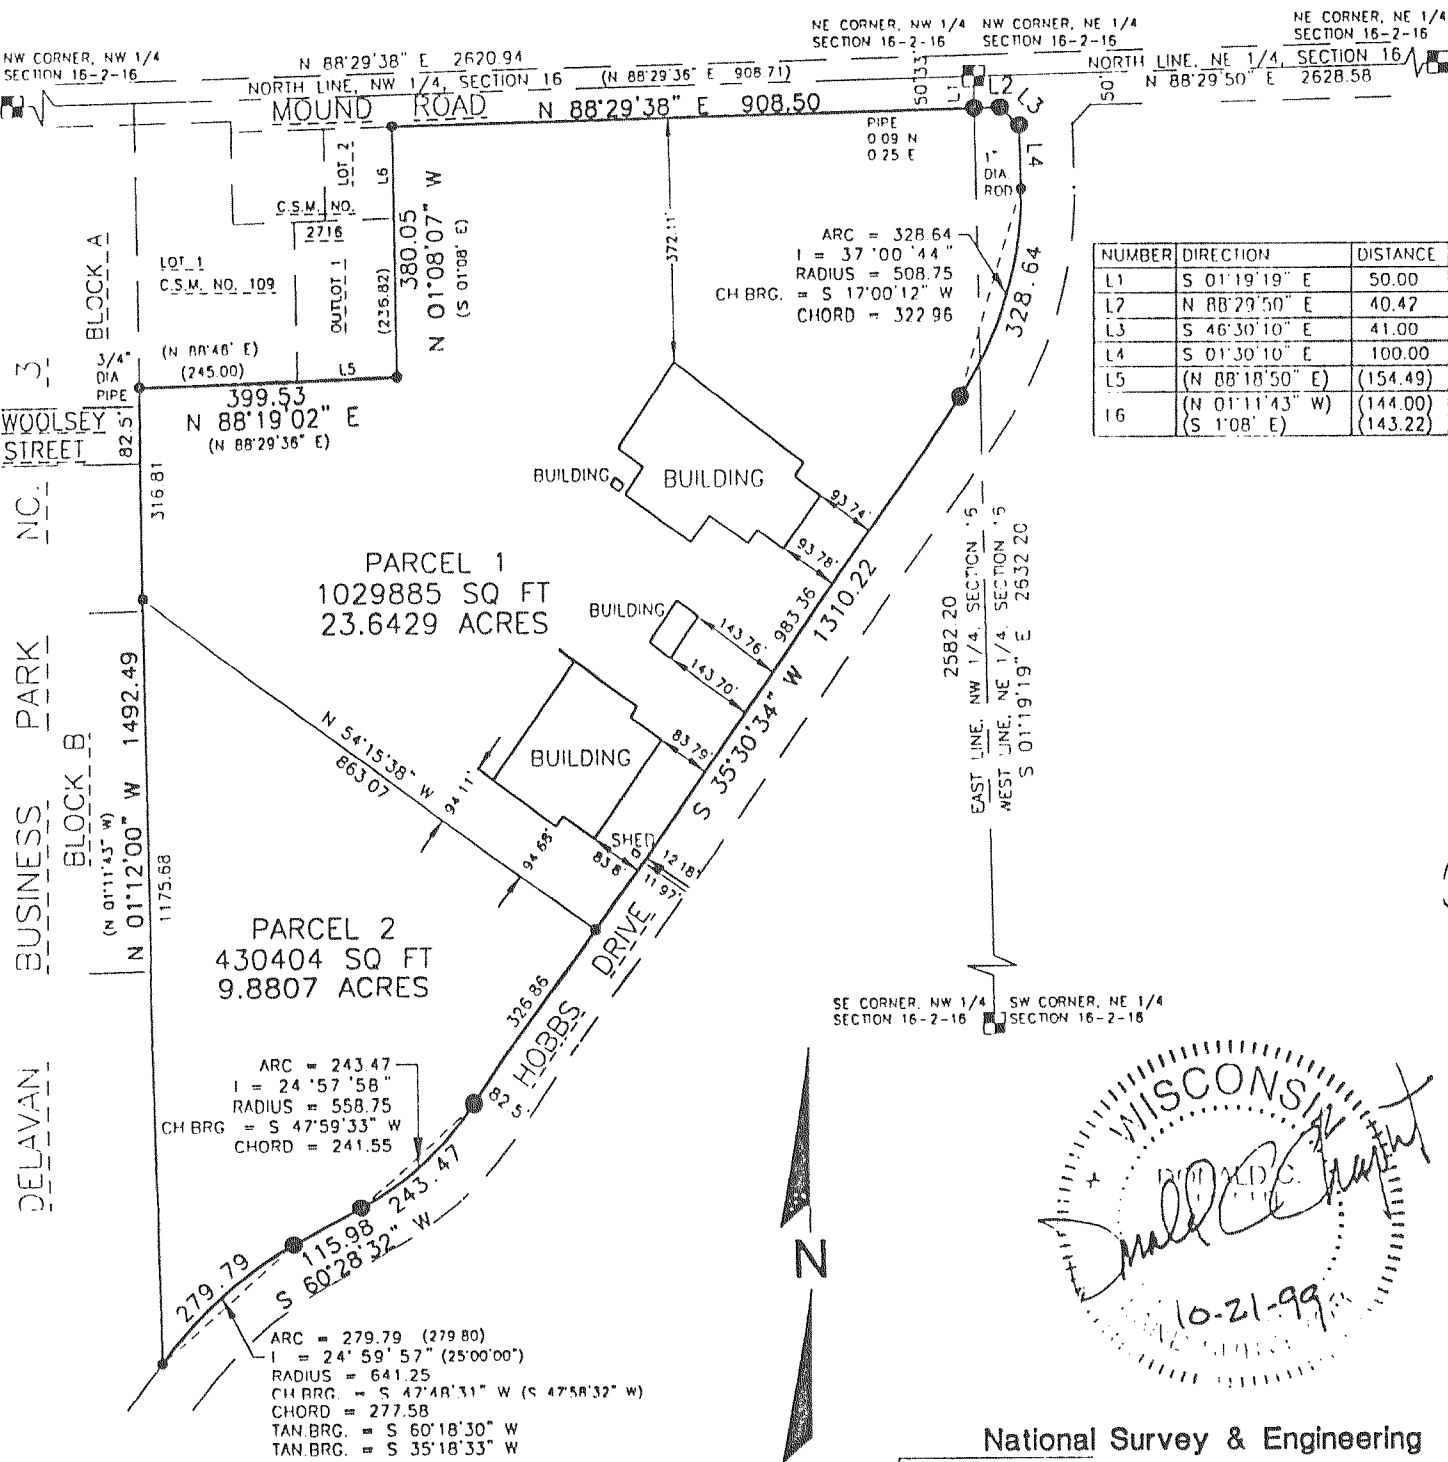 NW CORNER, NW 1/4
SECTION 16-2-16
N 88°29'38" E 2620.94
NORTH LINE, NW 1/4, SECTION 16
(N 88°29'36" E 908.71)
NE CORNER, NW 1/4
SECTION 16-2-16
NW CORNER, NE 1/4
SECTION 16-2-16
NE CORNER, NE 1/4
SECTION 16-2-16
NORTH LINE, NE 1/4, SECTION 16
N 88°29'50" E 2628.58
MOUND ROAD
N 88°29'38" E 908.50
50'
33'
L1
L2
L3
L4
50'
PIPE
0.09 N
0.25 E
1"
DIA.
ROD
LOT 2
L6
C.S.M. NO.
2716
OUTLOT 1
(236.82)
380.05
N 01°08'07" W
(S 01°08' E)
372.11'
BLOCK A
LOT 1
C.S.M. NO. 109
3/4"
DIA
PIPE
(N 88°48' E)
(245.00)
L5
399.53
N 88°19'02" E
(N 88°29'36" E)
WOOLSEY
STREET
82.5'
316.81
ARC = 328.64
I = 37°00'44"
RADIUS = 508.75
CH BRG. = S 17°00'12" W
CHORD = 322.96
328.64
NUMBER DIRECTION DISTANCE
L1 S 01°19'19" E 50.00
L2 N 88°29'50" E 40.42
L3 S 46°30'10" E 41.00
L4 S 01°30'10" E 100.00
L5 (N 88°18'50" E) (154.49)
L6 (N 01°11'43" W) (144.00)
(S 1°08' E) (143.22)
BUILDING
BUILDING
93.74'
93.78'
PARCEL 1
1029885 SQ FT
23.6429 ACRES
BUILDING
143.76'
143.70'
983.36
1310.22
S 35°30'34" W
2582.20
EAST LINE, NW 1/4, SECTION 16
WEST LINE, NE 1/4, SECTION 16
S 01°19'19" E 2632.20
N 54°15'38" W
863.07
BUILDING
83.79'
94.11'
94.68'
SHED
83.8'
12.18'
11.97'
DELAVAN BUSINESS PARK NO. 3
BLOCK B
(N 01°11'43" W)
N 01°12'00" W 1492.49
1175.68
PARCEL 2
430404 SQ FT
9.8807 ACRES
326.86
HOBBS DRIVE
82.5'
SE CORNER, NW 1/4
SECTION 16-2-16
SW CORNER, NE 1/4
SECTION 16-2-16
ARC = 243.47
I = 24°57'58"
RADIUS = 558.75
CH BRG = S 47°59'33" W
CHORD = 241.55
243.47
115.98
S 60°28'32" W
279.79
ARC = 279.79 (279.80)
I = 24°59'57" (25°00'00")
RADIUS = 641.25
CH.BRG. = S 47°48'31" W (S 47°58'32" W)
CHORD = 277.58
TAN.BRG. = S 60°18'30" W
TAN.BRG. = S 35°18'33" W
N
WISCONSIN
DONALD C.
10-21-99
National Survey & Engineering